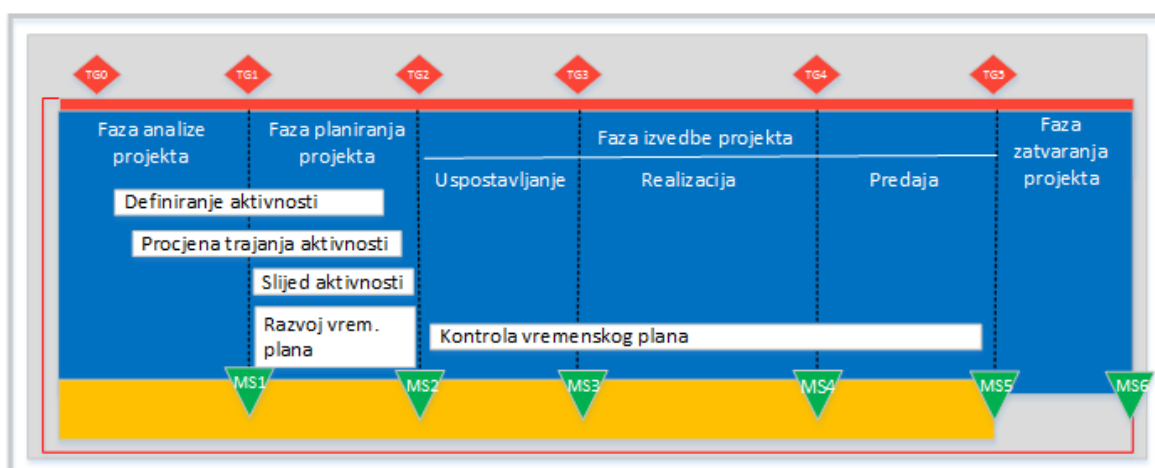 TG0 TG1 TG2 TG3 TG4 TG5
Faza analize
projekta
Faza planiranja
projekta
Faza izvedbe projekta
Uspostavljanje
Realizacija
Predaja
Faza
zatvaranja
projekta
Definiranje aktivnosti
Procjena trajanja aktivnosti
Slijed aktivnosti
Razvoj vrem.
plana
Kontrola vremenskog plana
MS1 MS2 MS3 MS4 MS5 MS6